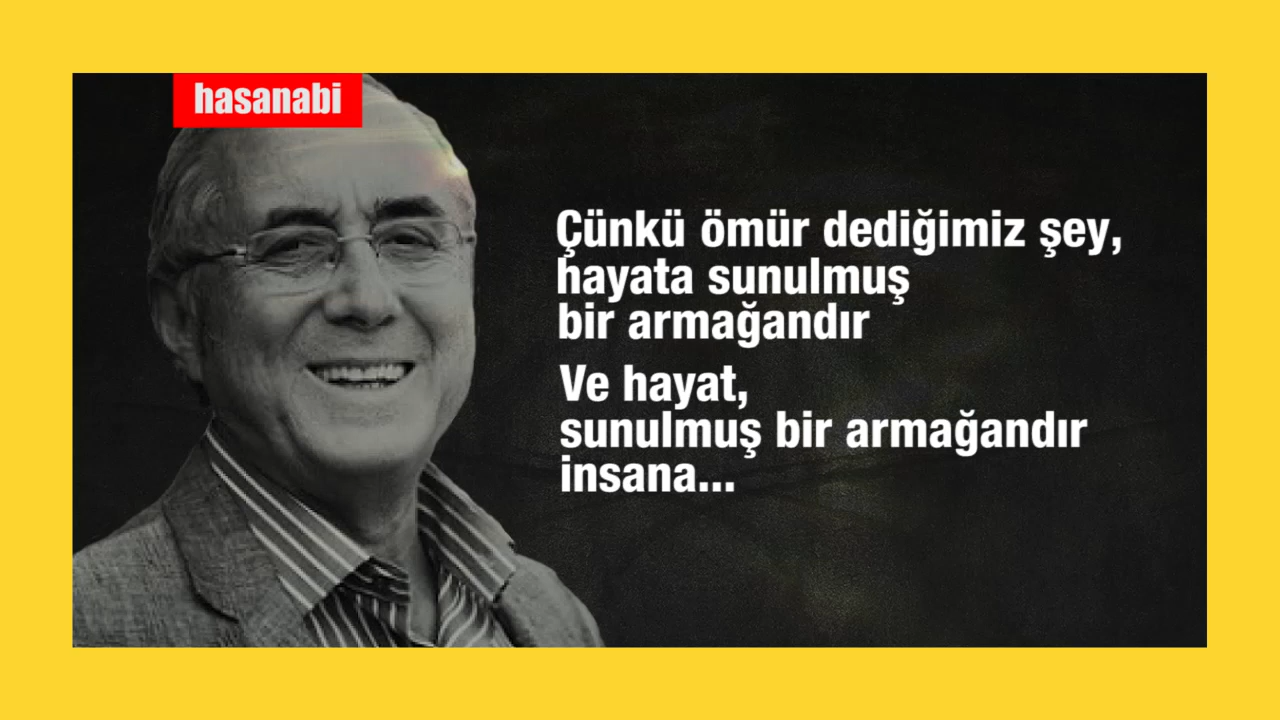 hasanabi
Çünkü ömür dediğimiz şey,
hayata sunulmuş
bir armağandır
Ve hayat,
sunulmuş bir armağandır
insana...